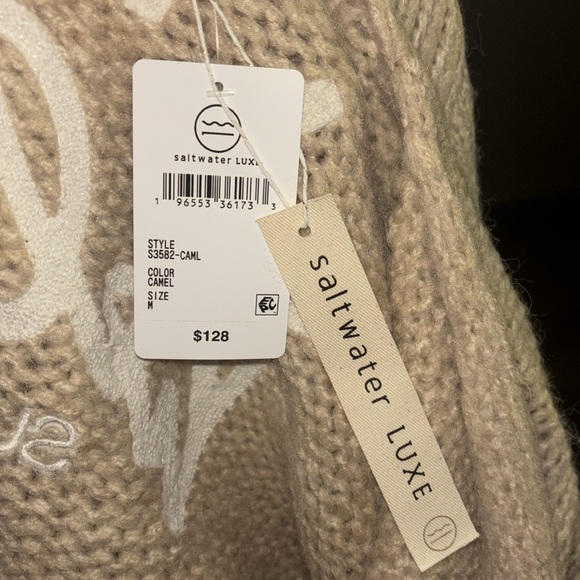 saltwater LUXE
1 96553 36173 3
STYLE
S3582-CAML
COLOR
CAMEL
SIZE
M
$128
saltwater LUXE